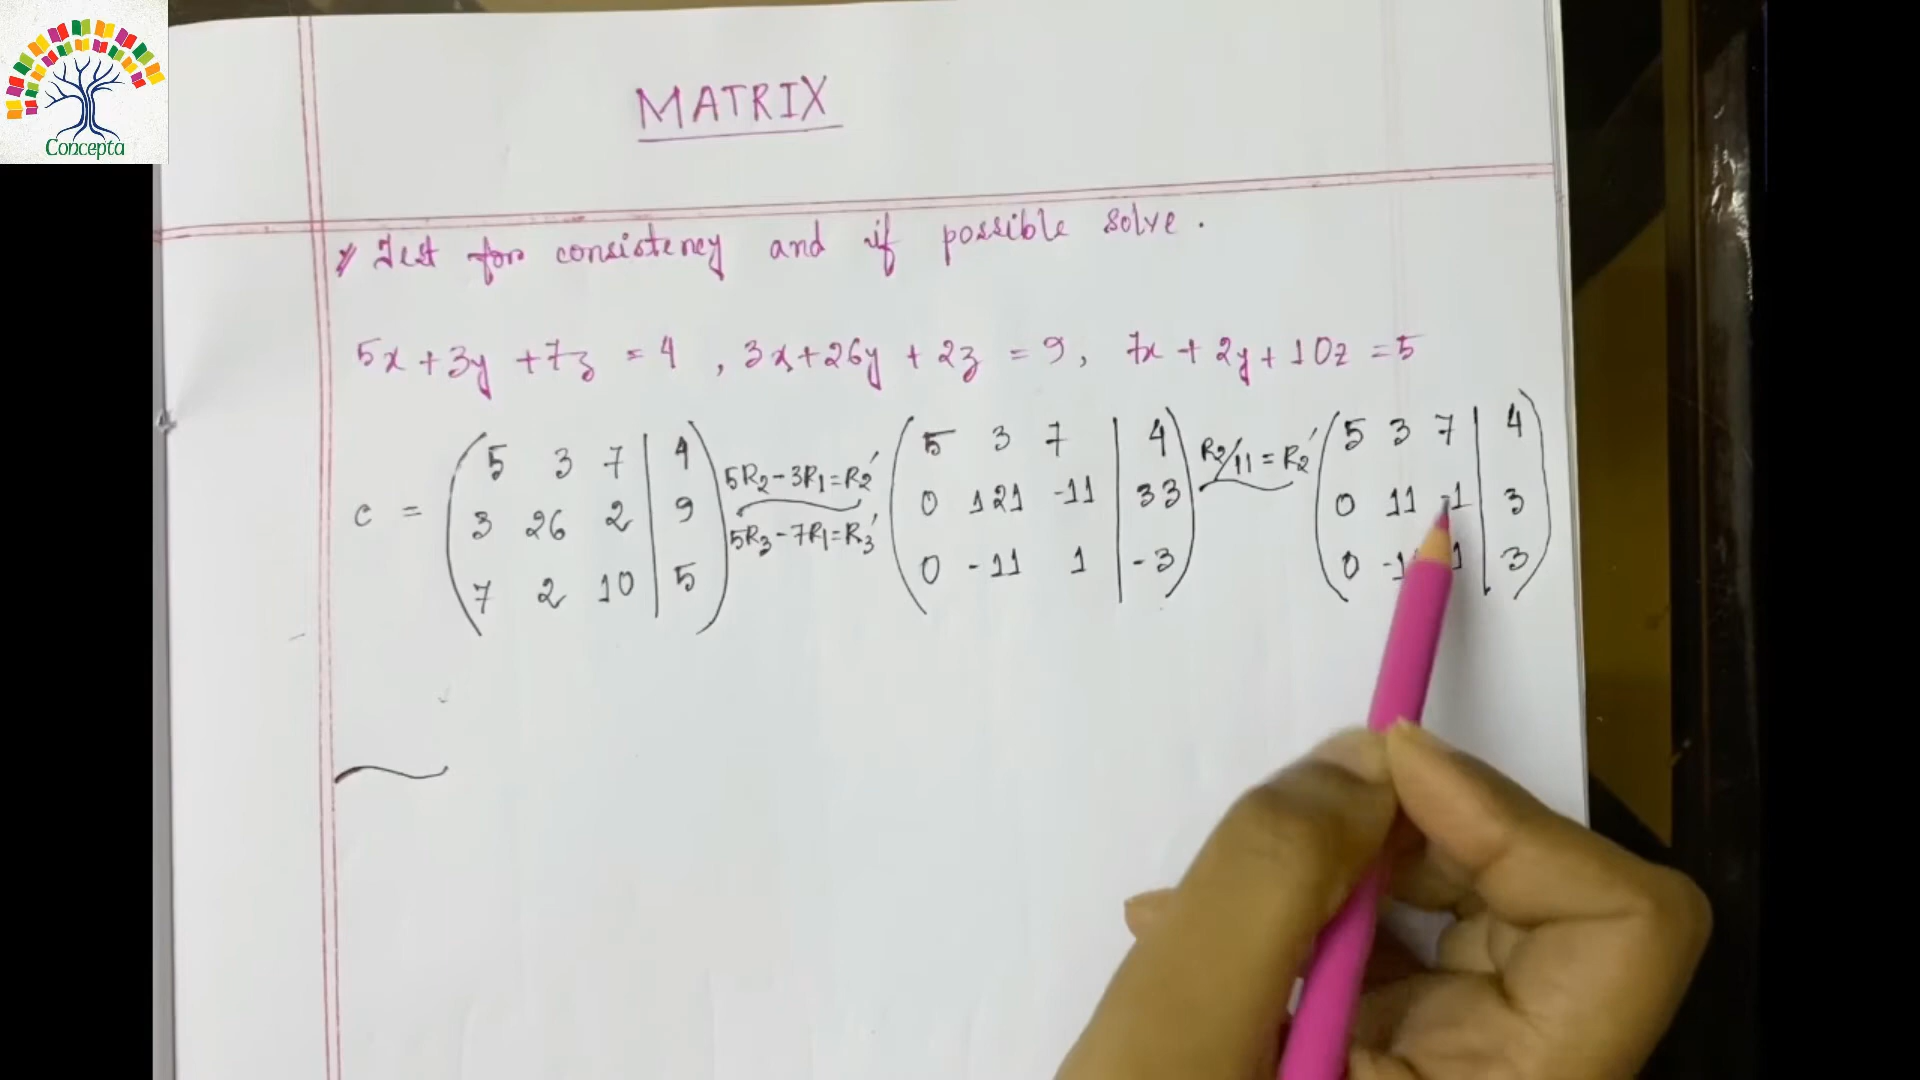 Concepta
MATRIX
Test for consistency and if possible solve.
5x + 3y + 7z = 4, 3x + 26y + 2z = 9, 7x + 2y + 10z = 5
c = ( 5 3 7 | 4 5R2 - 3R1 = R2' ( 5 3 7 | 4 ) R2/11 = R2' ( 5 3 7 | 4
3 26 2 | 9 0 121 -11 | 33 0 11 -1 | 3
5R3 - 7R1 = R3'
7 2 10 | 5 ) 0 -11 1 | -3 0 1 | 3 )